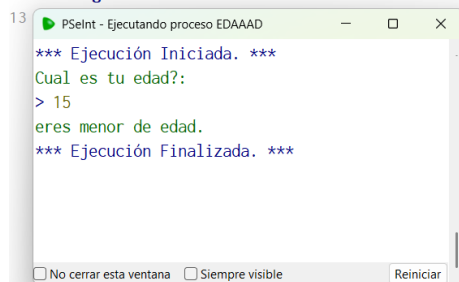 13
PSeInt - Ejecutando proceso EDAAAD
*** Ejecución Iniciada. ***
Cual es tu edad?:
> 15
eres menor de edad.
*** Ejecución Finalizada. ***
No cerrar esta ventana Siempre visible Reiniciar